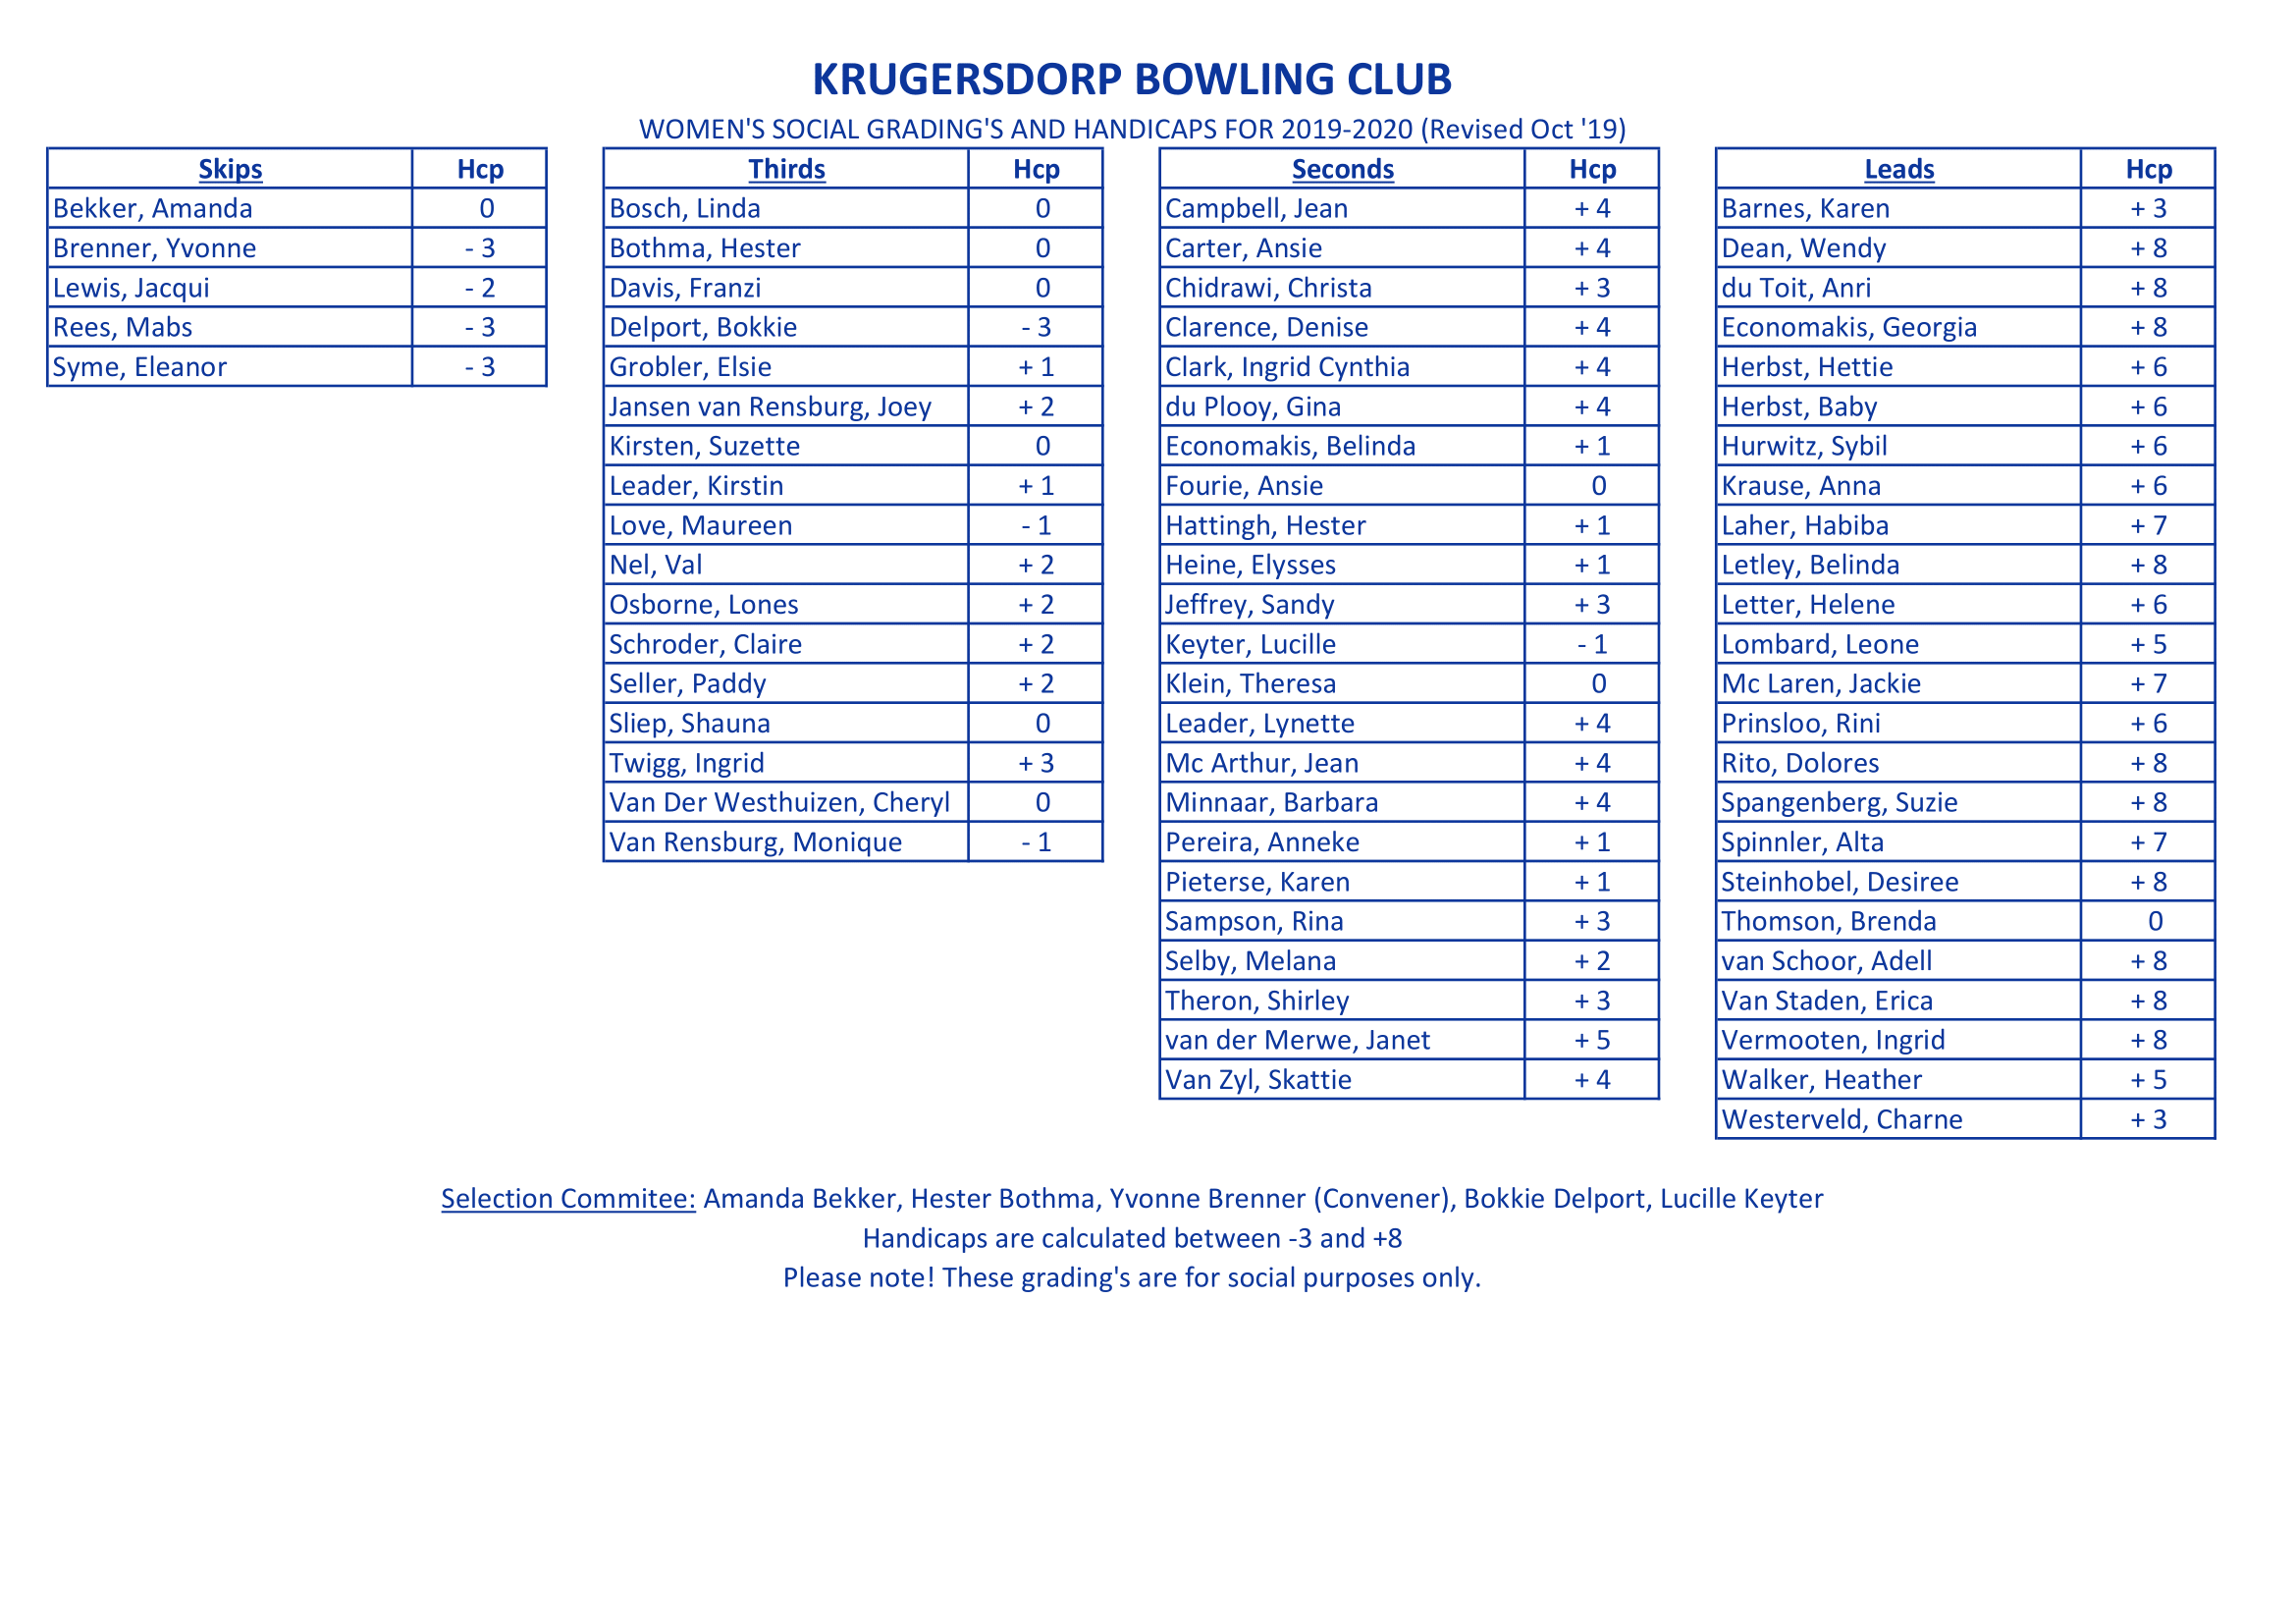 KRUGERSDORP BOWLING CLUB
WOMEN'S SOCIAL GRADING'S AND HANDICAPS FOR 2019-2020 (Revised Oct '19)
Skips Hcp
Bekker, Amanda 0
Brenner, Yvonne - 3
Lewis, Jacqui - 2
Rees, Mabs - 3
Syme, Eleanor - 3
Thirds Hcp
Bosch, Linda 0
Bothma, Hester 0
Davis, Franzi 0
Delport, Bokkie - 3
Grobler, Elsie + 1
Jansen van Rensburg, Joey + 2
Kirsten, Suzette 0
Leader, Kirstin + 1
Love, Maureen - 1
Nel, Val + 2
Osborne, Lones + 2
Schroder, Claire + 2
Seller, Paddy + 2
Sliep, Shauna 0
Twigg, Ingrid + 3
Van Der Westhuizen, Cheryl 0
Van Rensburg, Monique - 1
Seconds Hcp
Campbell, Jean + 4
Carter, Ansie + 4
Chidrawi, Christa + 3
Clarence, Denise + 4
Clark, Ingrid Cynthia + 4
du Plooy, Gina + 4
Economakis, Belinda + 1
Fourie, Ansie 0
Hattingh, Hester + 1
Heine, Elysses + 1
Jeffrey, Sandy + 3
Keyter, Lucille - 1
Klein, Theresa 0
Leader, Lynette + 4
Mc Arthur, Jean + 4
Minnaar, Barbara + 4
Pereira, Anneke + 1
Pieterse, Karen + 1
Sampson, Rina + 3
Selby, Melana + 2
Theron, Shirley + 3
van der Merwe, Janet + 5
Van Zyl, Skattie + 4
Leads Hcp
Barnes, Karen + 3
Dean, Wendy + 8
du Toit, Anri + 8
Economakis, Georgia + 8
Herbst, Hettie + 6
Herbst, Baby + 6
Hurwitz, Sybil + 6
Krause, Anna + 6
Laher, Habiba + 7
Letley, Belinda + 8
Letter, Helene + 6
Lombard, Leone + 5
Mc Laren, Jackie + 7
Prinsloo, Rini + 6
Rito, Dolores + 8
Spangenberg, Suzie + 8
Spinnler, Alta + 7
Steinhobel, Desiree + 8
Thomson, Brenda 0
van Schoor, Adell + 8
Van Staden, Erica + 8
Vermooten, Ingrid + 8
Walker, Heather + 5
Westerveld, Charne + 3
Selection Commitee: Amanda Bekker, Hester Bothma, Yvonne Brenner (Convener), Bokkie Delport, Lucille Keyter
Handicaps are calculated between -3 and +8
Please note! These grading's are for social purposes only.